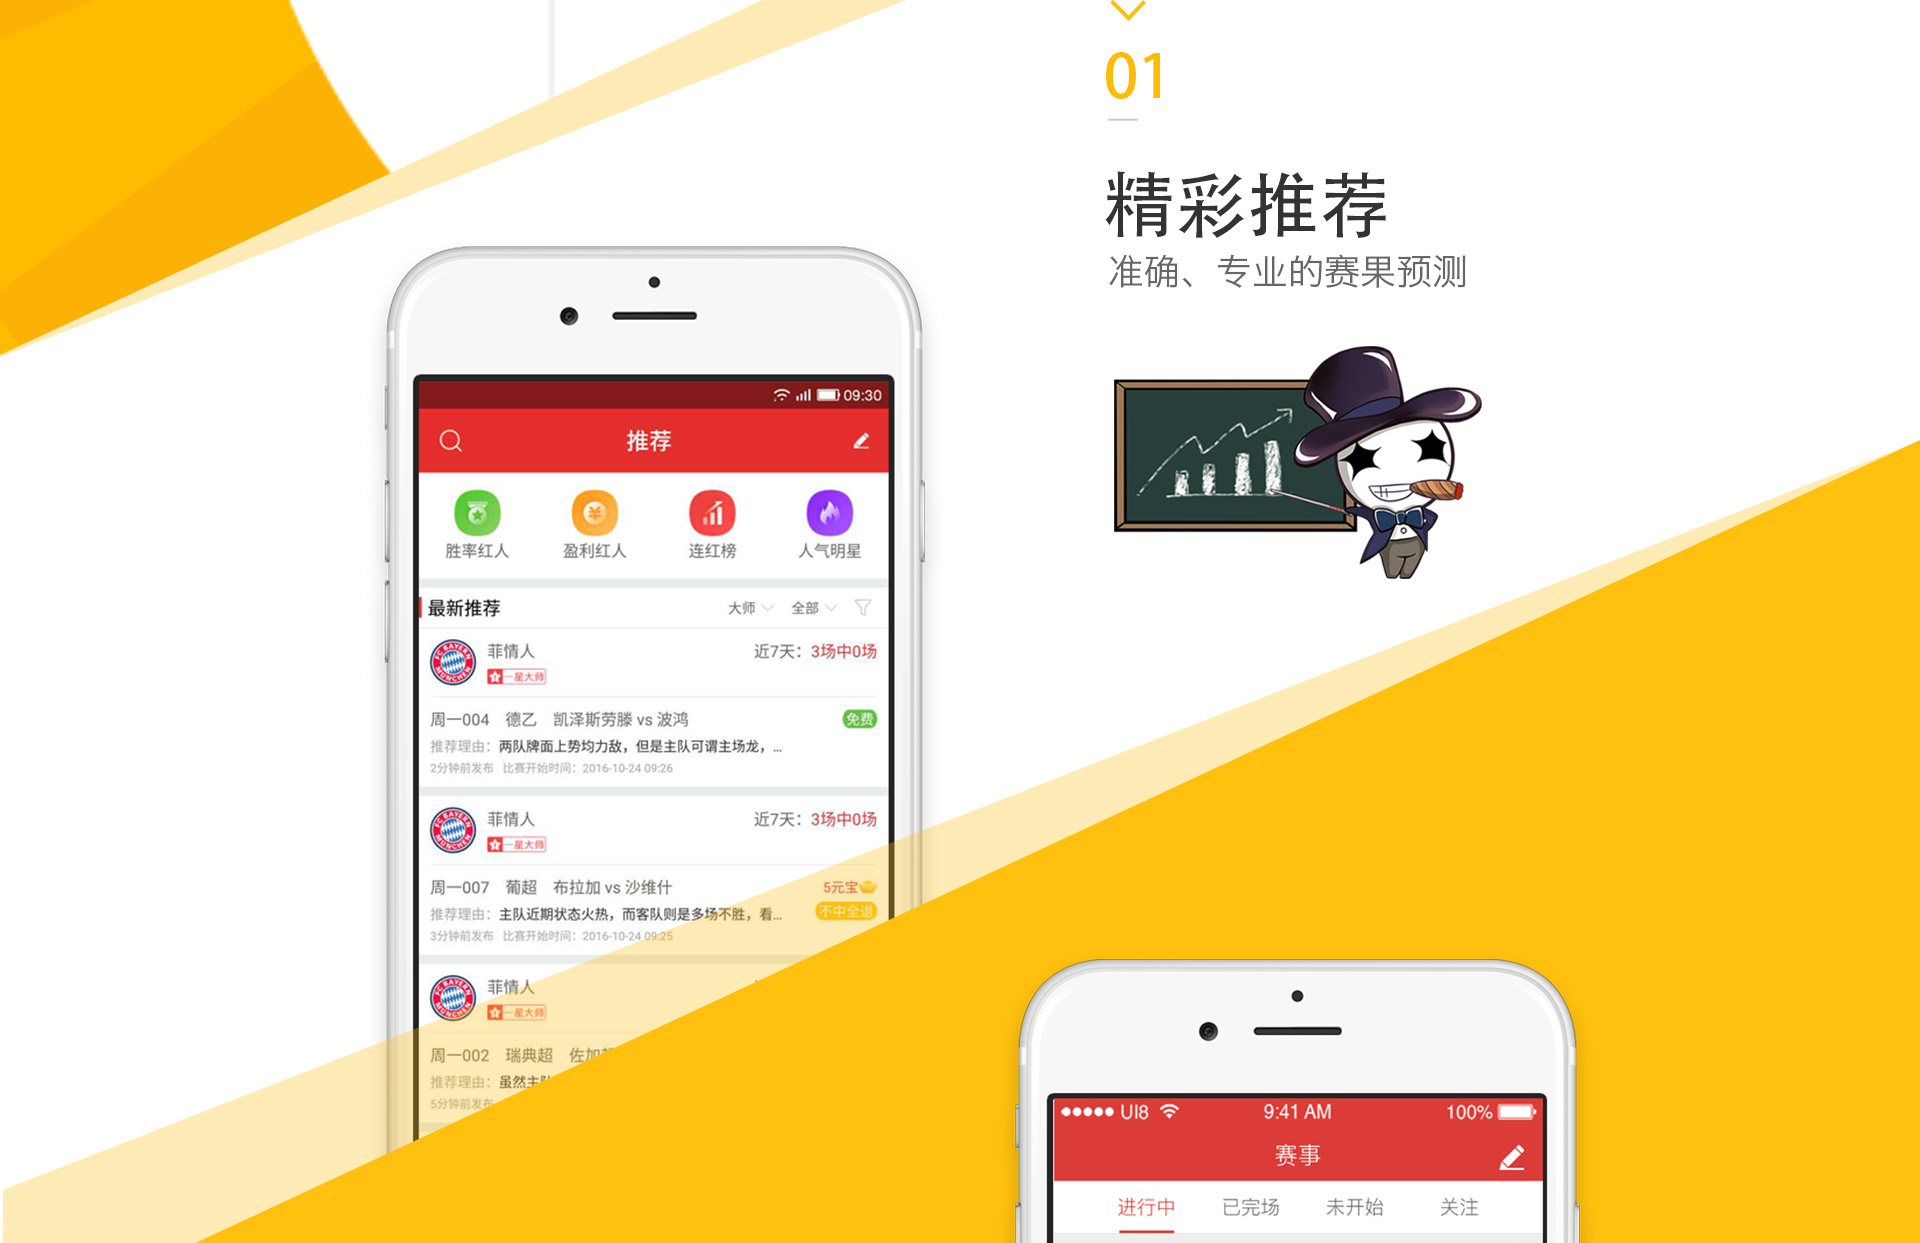 01
精彩推荐
准确、专业的赛果预测
09:30
推荐
胜率红人 盈利红人 连红榜 人气明星
最新推荐 大师 全部
FC BAYERN MÜNCHEN
菲情人 近7天：3场中0场
一星大师
周一004 德乙 凯泽斯劳滕 vs 波鸿 免费
推荐理由：两队牌面上势均力敌，但是主队可谓主场龙，...
2分钟前发布 比赛开始时间：2016-10-24 09:26
FC BAYERN MÜNCHEN
菲情人 近7天：3场中0场
一星大师
周一007 葡超 布拉加 vs 沙维什 5元宝
推荐理由：主队近期状态火热，而客队则是多场不胜，看... 不中全退
3分钟前发布 比赛开始时间：2016-10-24 09:25
FC BAYERN MÜNCHEN
菲情人
一星大师
周一002 瑞典超 佐加
推荐理由：虽然主队
5分钟前发布
UI8 9:41 AM 100%
赛事
进行中 已完场 未开始 关注